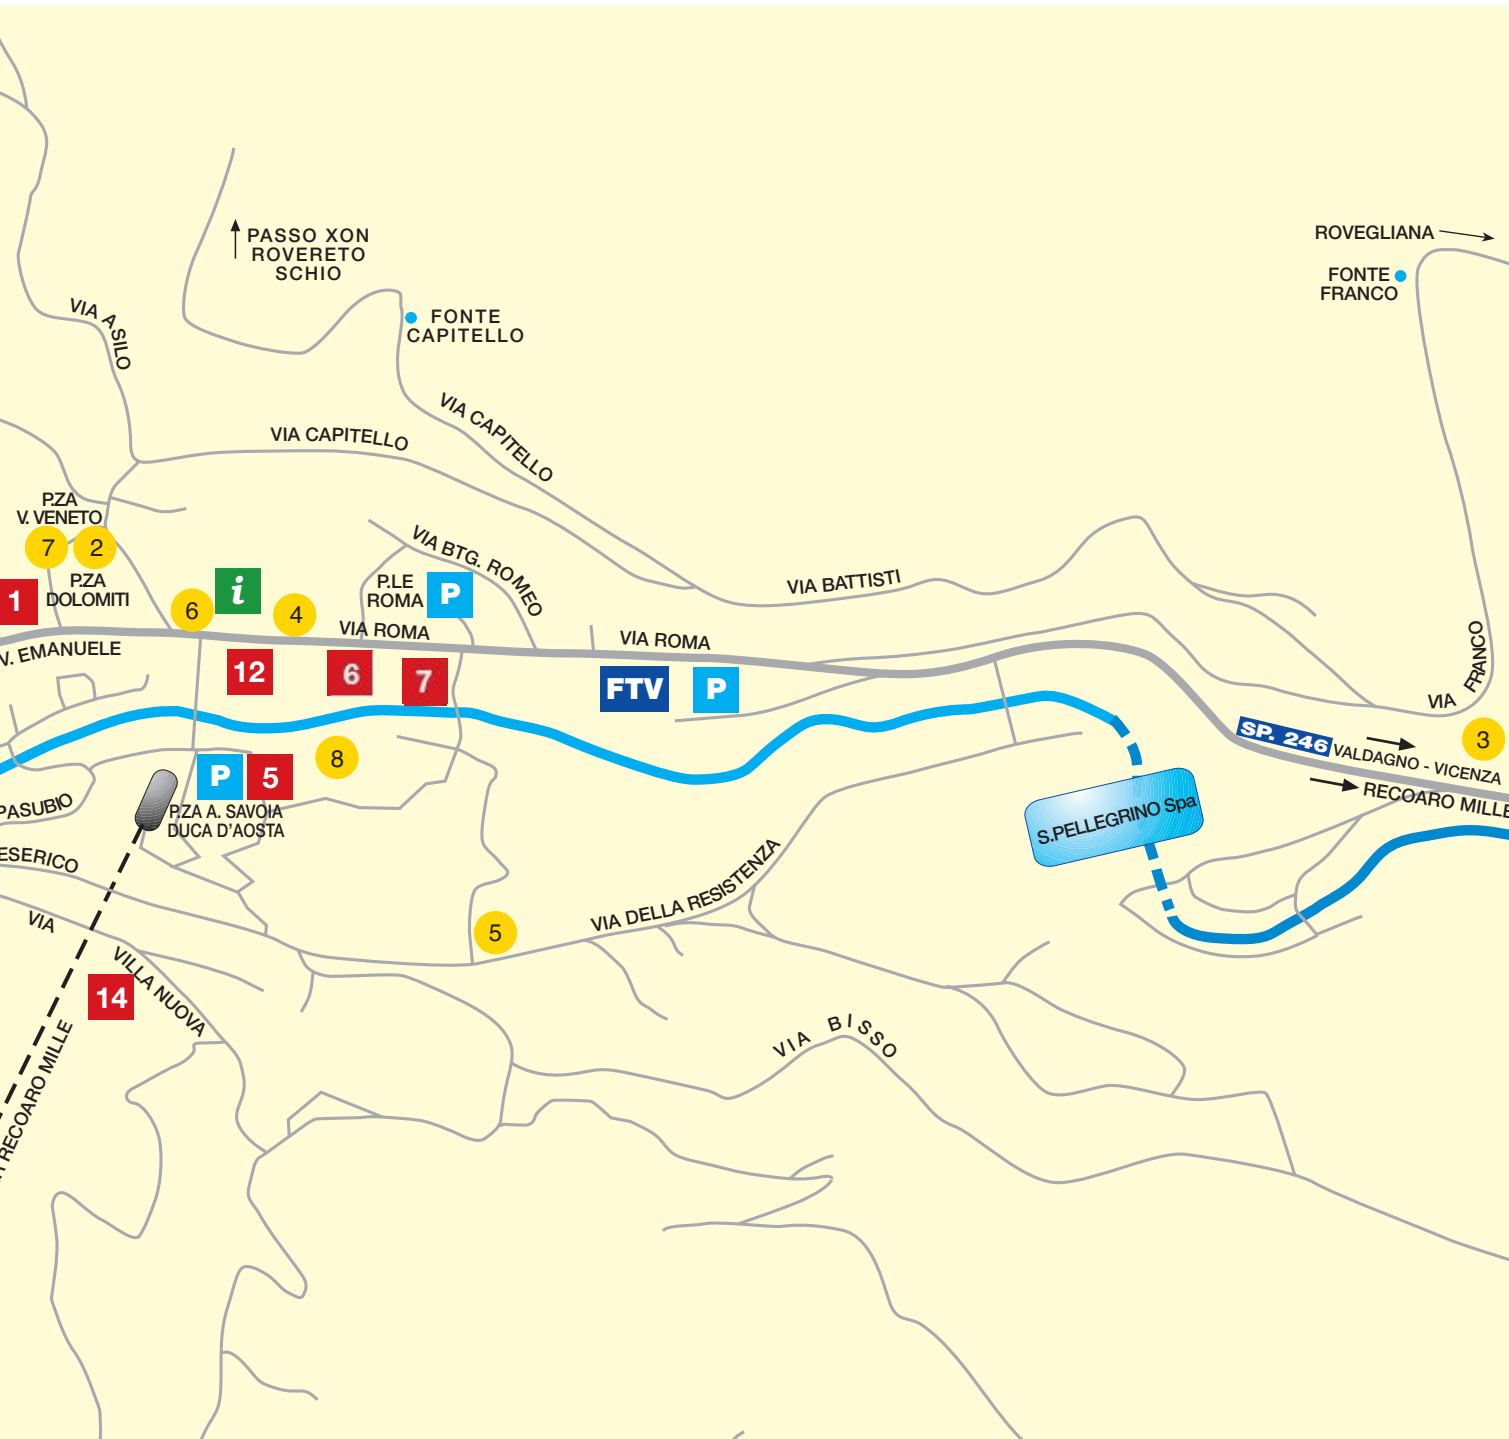 PASSO XON
ROVERETO
SCHIO
ROVEGLIANA
FONTE
FRANCO
VIA ASILO
FONTE
CAPITELLO
VIA CAPITELLO
VIA CAPITELLO
P.ZA
V. VENETO
7
2
P.ZA
DOLOMITI
1
6
i
4
VIA BTG. ROMEO
P.LE
ROMA
P
VIA ROMA
VIA ROMA
VIA BATTISTI
V. EMANUELE
12
6
7
FTV
P
VIA FRANCO
3
SP. 246
VALDAGNO - VICENZA
RECOARO MILLE
8
P
5
P.ZA A. SAVOIA
DUCA D'AOSTA
PASUBIO
S.PELLEGRINO Spa
ESERICO
VIA DELLA RESISTENZA
5
VIA VILLA NUOVA
14
RECOARO MILLE
VIA BISSO